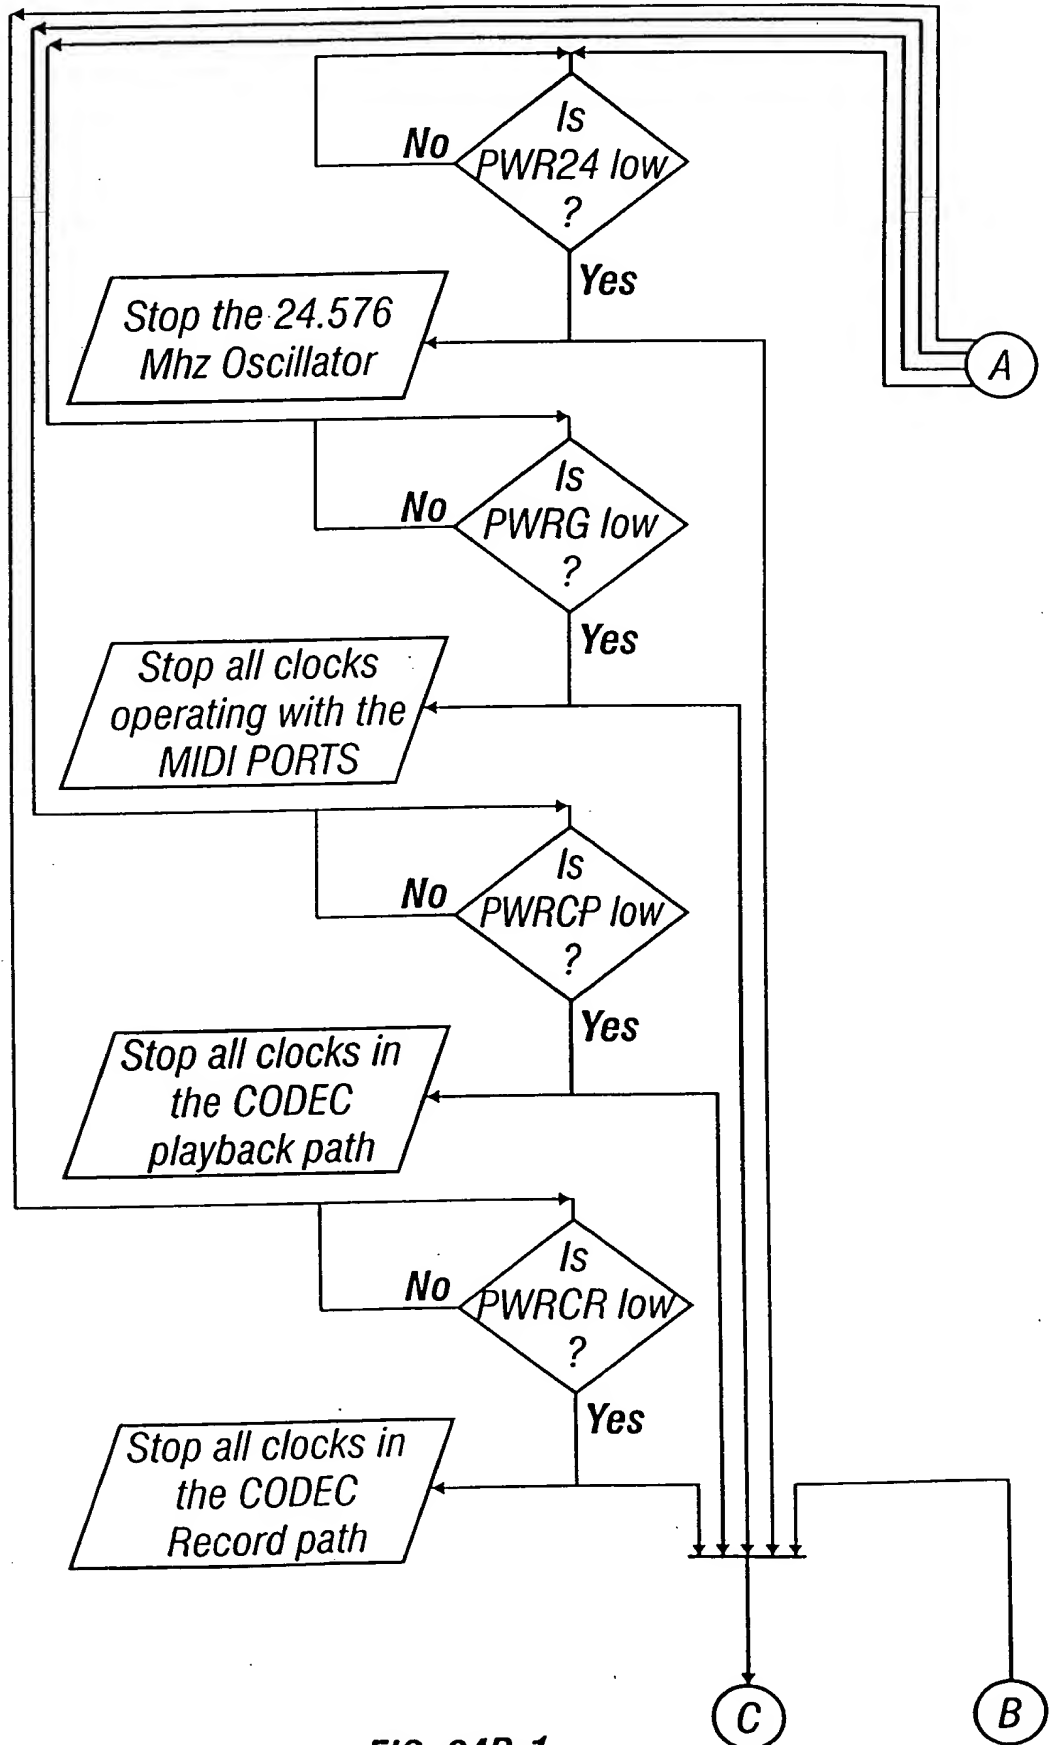 Is
PWR24 low
?
No
Yes
Stop the 24.576
Mhz Oscillator
A
Is
PWRG low
?
No
Yes
Stop all clocks
operating with the
MIDI PORTS
Is
PWRCP low
?
No
Yes
Stop all clocks in
the CODEC
playback path
Is
PWRCR low
?
No
Yes
Stop all clocks in
the CODEC
Record path
C
B